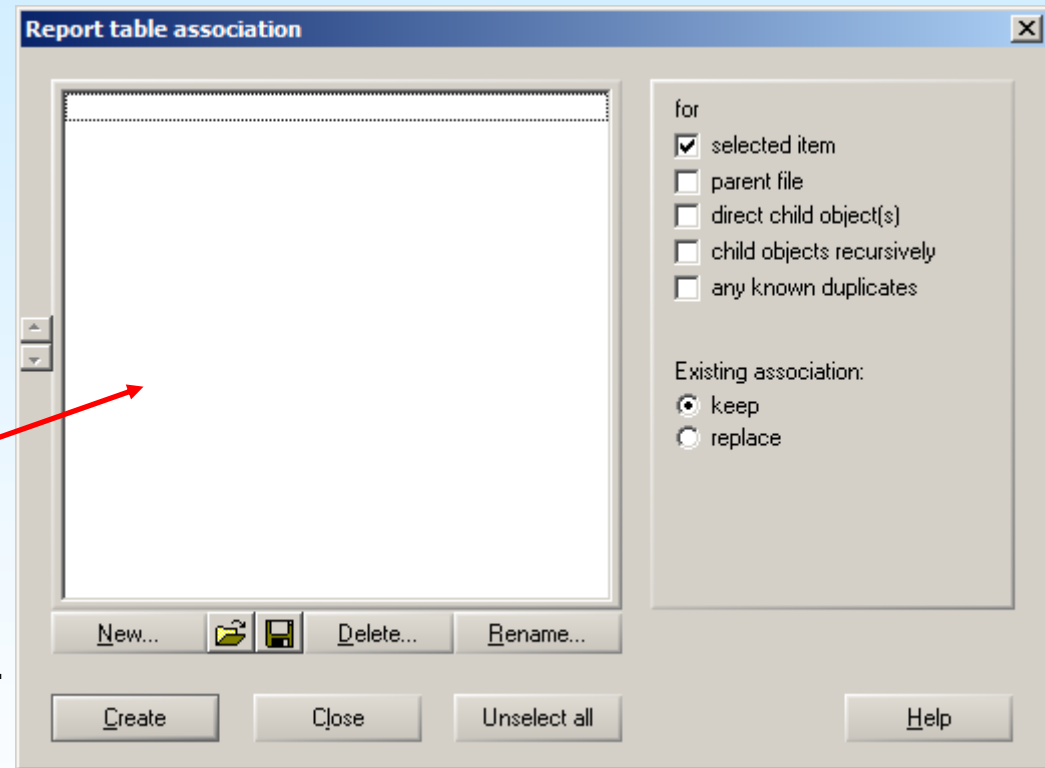 Report table association
for
selected item
parent file
direct child object(s)
child objects recursively
any known duplicates
Existing association:
keep
replace
New... Delete... Rename...
Create Close Unselect all Help